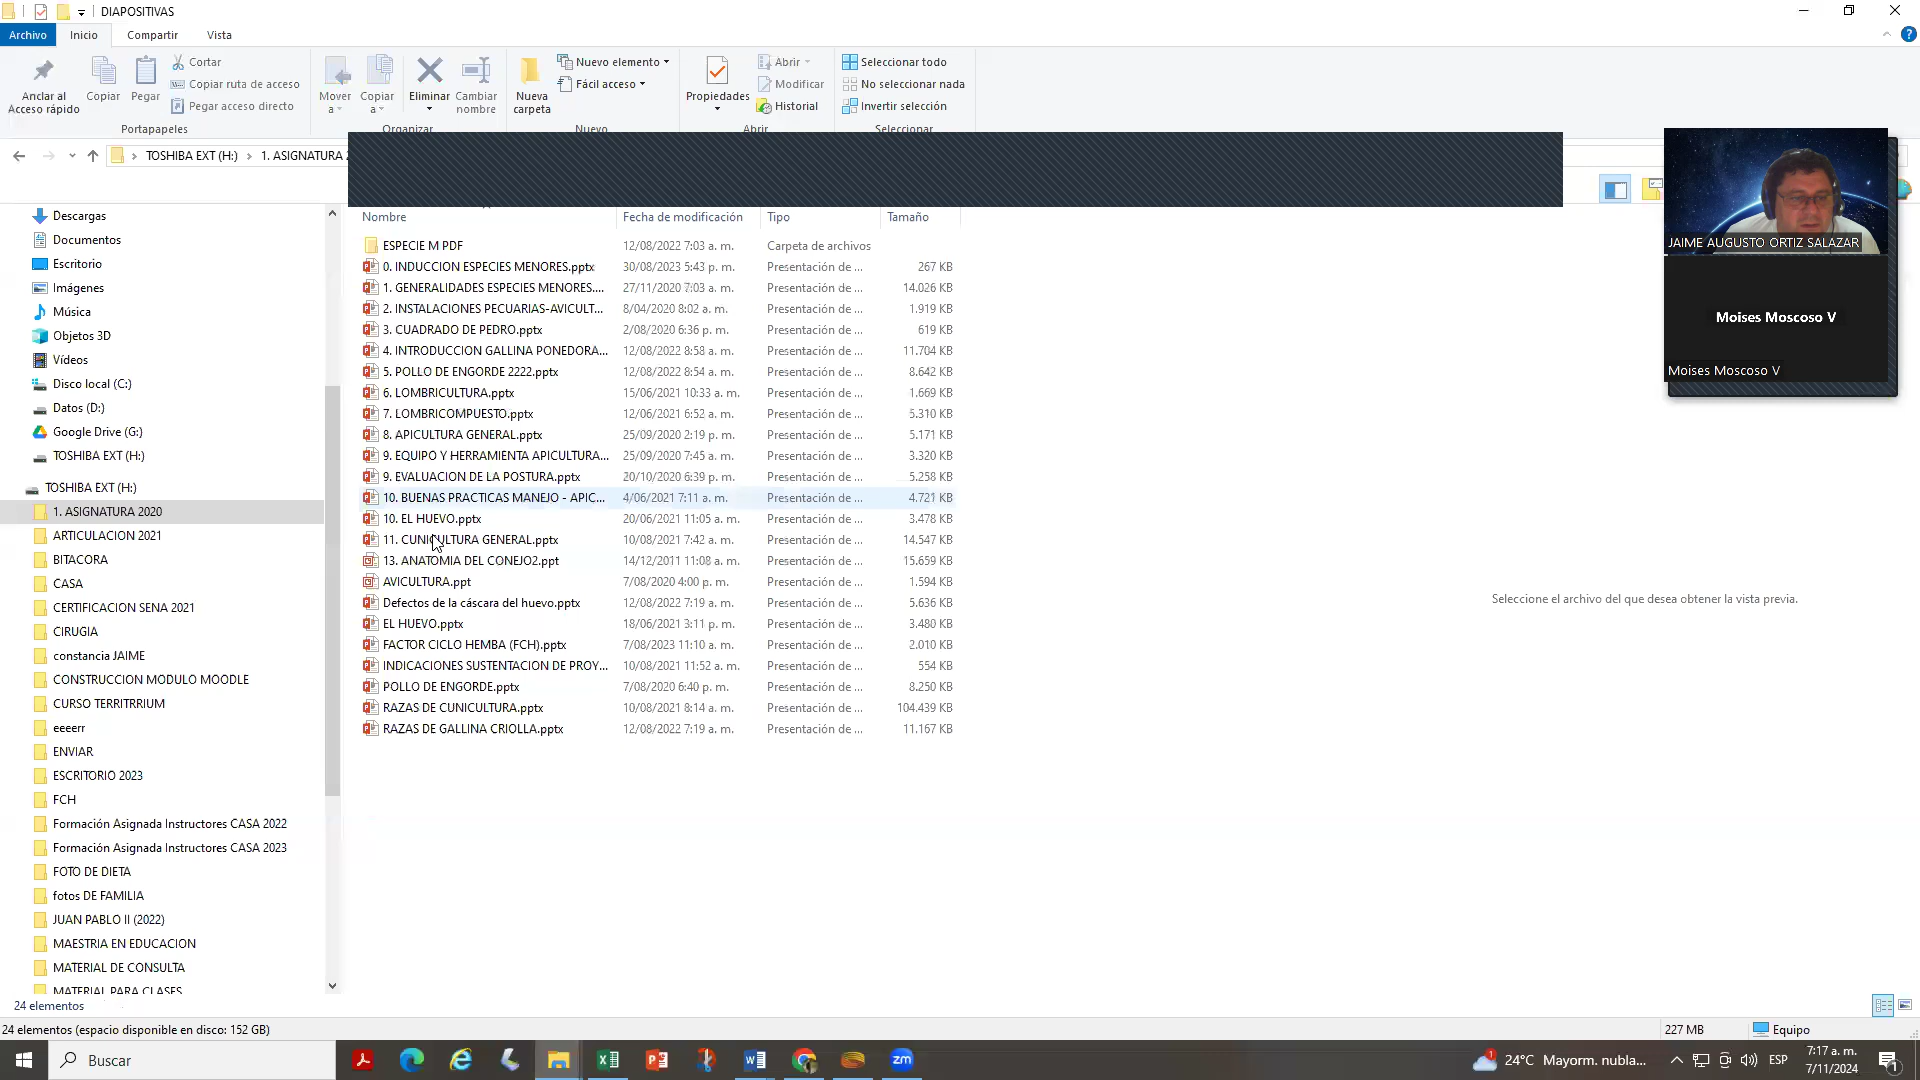 DIAPOSITIVAS
Archivo Inicio Compartir Vista
Anclar al Acceso rápido
Copiar
Pegar
Cortar
Copiar ruta de acceso
Pegar acceso directo
Portapapeles
Mover a
Copiar a
Eliminar
Cambiar nombre
Organizar
Nueva carpeta
Nuevo elemento
Fácil acceso
Nuevo
Propiedades
Abrir
Modificar
Historial
Abrir
Seleccionar todo
No seleccionar nada
Invertir selección
Seleccionar
TOSHIBA EXT (H:) > 1. ASIGNATURA 2
Descargas
Documentos
Escritorio
Imágenes
Música
Objetos 3D
Vídeos
Disco local (C:)
Datos (D:)
Google Drive (G:)
TOSHIBA EXT (H:)
TOSHIBA EXT (H:)
1. ASIGNATURA 2020
ARTICULACION 2021
BITACORA
CASA
CERTIFICACION SENA 2021
CIRUGIA
constancia JAIME
CONSTRUCCION MODULO MOODLE
CURSO TERRITRRIUM
eeeerr
ENVIAR
ESCRITORIO 2023
FCH
Formación Asignada Instructores CASA 2022
Formación Asignada Instructores CASA 2023
FOTO DE DIETA
fotos DE FAMILIA
JUAN PABLO II (2022)
MAESTRIA EN EDUCACION
MATERIAL DE CONSULTA
MATERIAL PARA CLASES
Nombre Fecha de modificación Tipo Tamaño
ESPECIE M PDF 12/08/2022 7:03 a. m. Carpeta de archivos
0. INDUCCION ESPECIES MENORES.pptx 30/08/2023 5:43 p. m. Presentación de ... 267 KB
1. GENERALIDADES ESPECIES MENORES.... 27/11/2020 7:03 a. m. Presentación de ... 14.026 KB
2. INSTALACIONES PECUARIAS-AVICULT... 8/04/2020 8:02 a. m. Presentación de ... 1.919 KB
3. CUADRADO DE PEDRO.pptx 2/08/2020 6:36 p. m. Presentación de ... 619 KB
4. INTRODUCCION GALLINA PONEDORA... 12/08/2022 8:58 a. m. Presentación de ... 11.704 KB
5. POLLO DE ENGORDE 2222.pptx 12/08/2022 8:54 a. m. Presentación de ... 8.642 KB
6. LOMBRICULTURA.pptx 15/06/2021 10:33 a. m. Presentación de ... 1.669 KB
7. LOMBRICOMPUESTO.pptx 12/06/2021 6:52 a. m. Presentación de ... 5.310 KB
8. APICULTURA GENERAL.pptx 25/09/2020 2:19 p. m. Presentación de ... 5.171 KB
9. EQUIPO Y HERRAMIENTA APICULTURA... 25/09/2020 7:45 a. m. Presentación de ... 3.320 KB
9. EVALUACION DE LA POSTURA.pptx 20/10/2020 6:39 p. m. Presentación de ... 5.258 KB
10. BUENAS PRACTICAS MANEJO - APIC... 4/06/2021 7:11 a. m. Presentación de ... 4.721 KB
10. EL HUEVO.pptx 20/06/2021 11:05 a. m. Presentación de ... 3.478 KB
11. CUNICULTURA GENERAL.pptx 10/08/2021 7:42 a. m. Presentación de ... 14.547 KB
13. ANATOMIA DEL CONEJO2.ppt 14/12/2011 11:08 a. m. Presentación de ... 15.659 KB
AVICULTURA.ppt 7/08/2020 4:00 p. m. Presentación de ... 1.594 KB
Defectos de la cáscara del huevo.pptx 12/08/2022 7:19 a. m. Presentación de ... 5.636 KB
EL HUEVO.pptx 18/06/2021 3:11 p. m. Presentación de ... 3.480 KB
FACTOR CICLO HEMBA (FCH).pptx 7/08/2023 11:10 a. m. Presentación de ... 2.010 KB
INDICACIONES SUSTENTACION DE PROY... 10/08/2021 11:52 a. m. Presentación de ... 554 KB
POLLO DE ENGORDE.pptx 7/08/2020 6:40 p. m. Presentación de ... 8.250 KB
RAZAS DE CUNICULTURA.pptx 10/08/2021 8:14 a. m. Presentación de ... 104.439 KB
RAZAS DE GALLINA CRIOLLA.pptx 12/08/2022 7:19 a. m. Presentación de ... 11.167 KB
Seleccione el archivo del que desea obtener la vista previa.
JAIME AUGUSTO ORTIZ SALAZAR
Moises Moscoso V
Moises Moscoso V
24 elementos
24 elementos (espacio disponible en disco: 152 GB) 227 MB Equipo
Buscar
zm
24°C Mayorm. nubla...
ESP
7:17 a. m.
7/11/2024